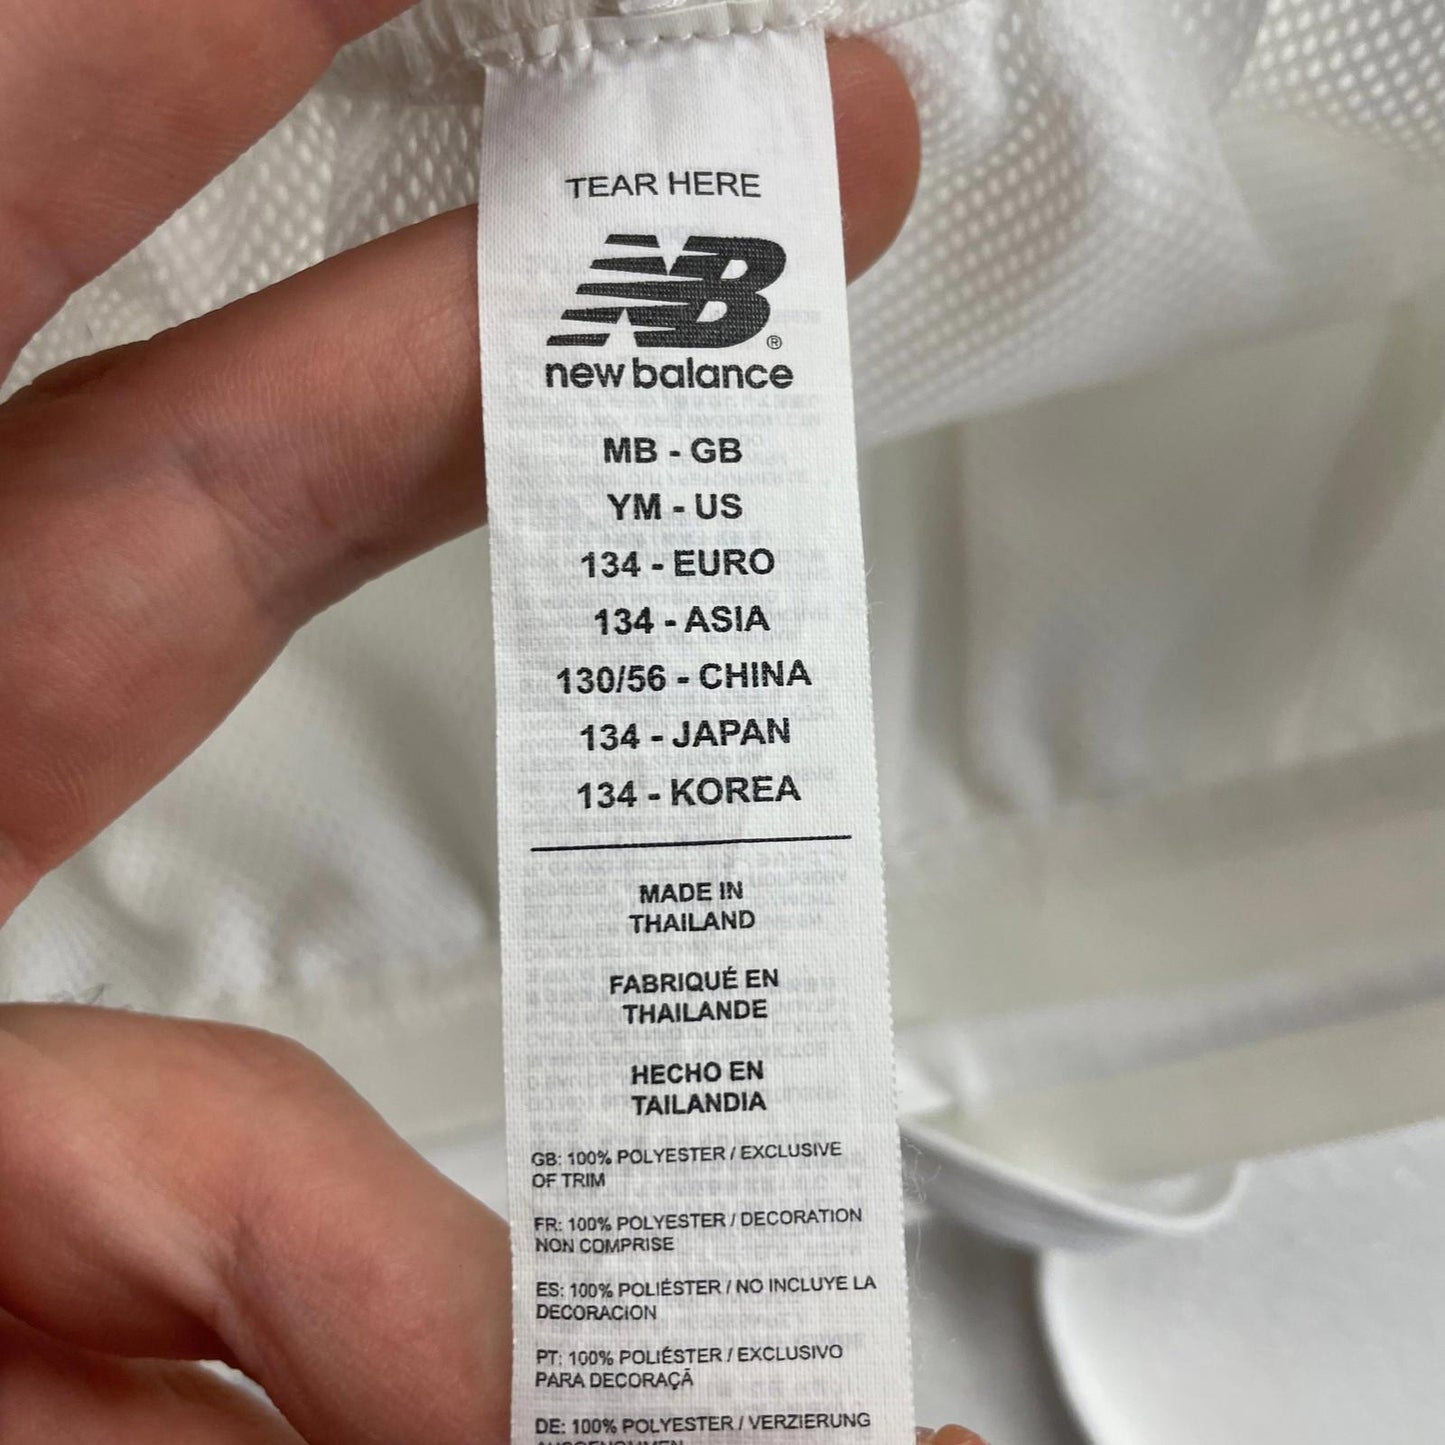 TEAR HERE
NB®
new balance
MB - GB
YM - US
134 - EURO
134 - ASIA
130/56 - CHINA
134 - JAPAN
134 - KOREA
MADE IN
THAILAND
FABRIQUÉ EN
THAILANDE
HECHO EN
TAILANDIA
GB: 100% POLYESTER / EXCLUSIVE
OF TRIM
FR: 100% POLYESTER / DECORATION
NON COMPRISE
ES: 100% POLIÉSTER / NO INCLUYE LA
DECORACION
PT: 100% POLIÉSTER / EXCLUSIVO
PARA DECORAÇÃ
DE: 100% POLYESTER / VERZIERUNG